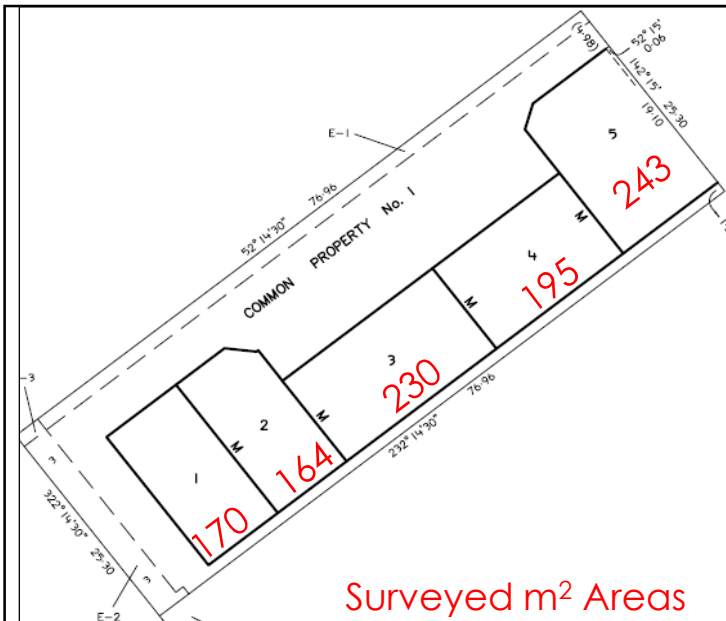 (4·98)
52° 15'
0·06
142° 15'
25·30
19·10
E-1
76·96
52° 14'30"
COMMON PROPERTY No. 1
5
243
M
4
195
M
3
230
76·96
232° 14'30"
M
2
164
M
1
170
3
3
322° 14'30" 25·30
3
E-2
Surveyed m² Areas